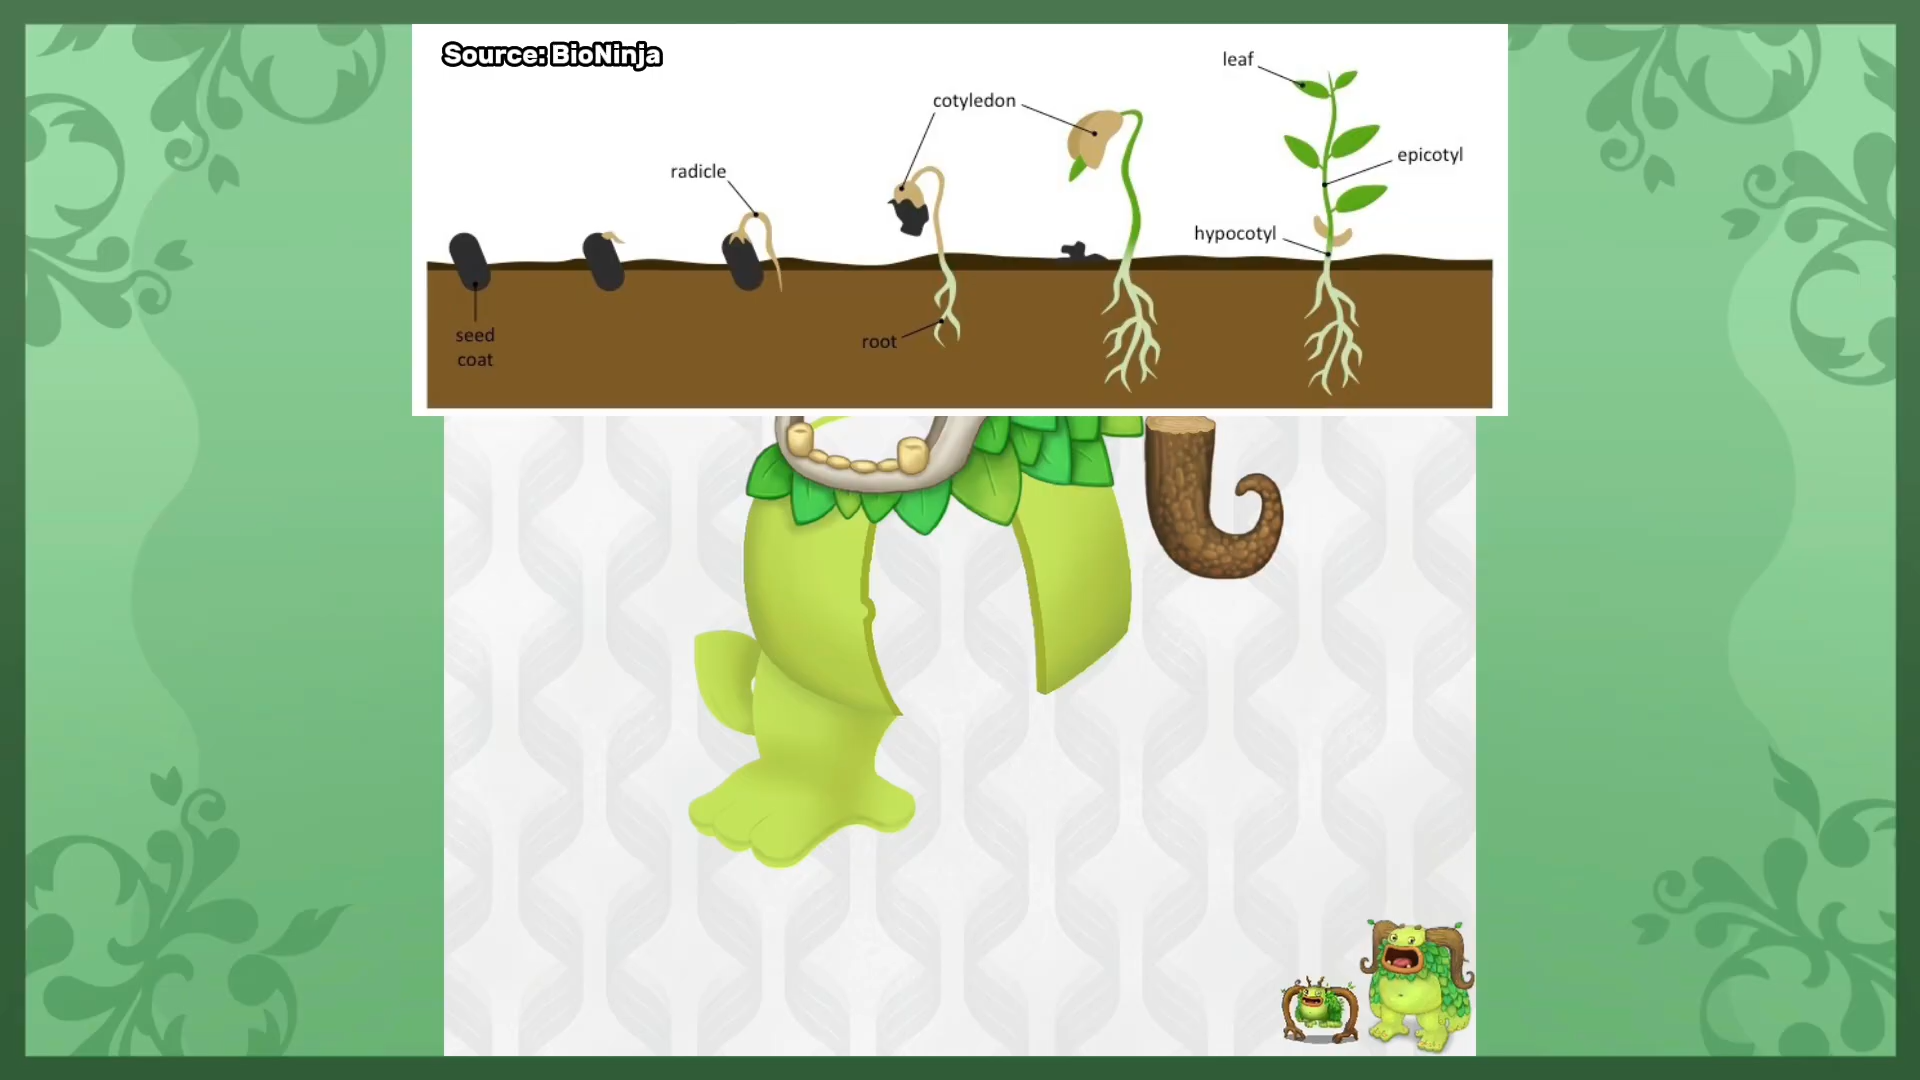 Source: BioNinja
leaf
cotyledon
epicotyl
radicle
hypocotyl
seed
coat
root